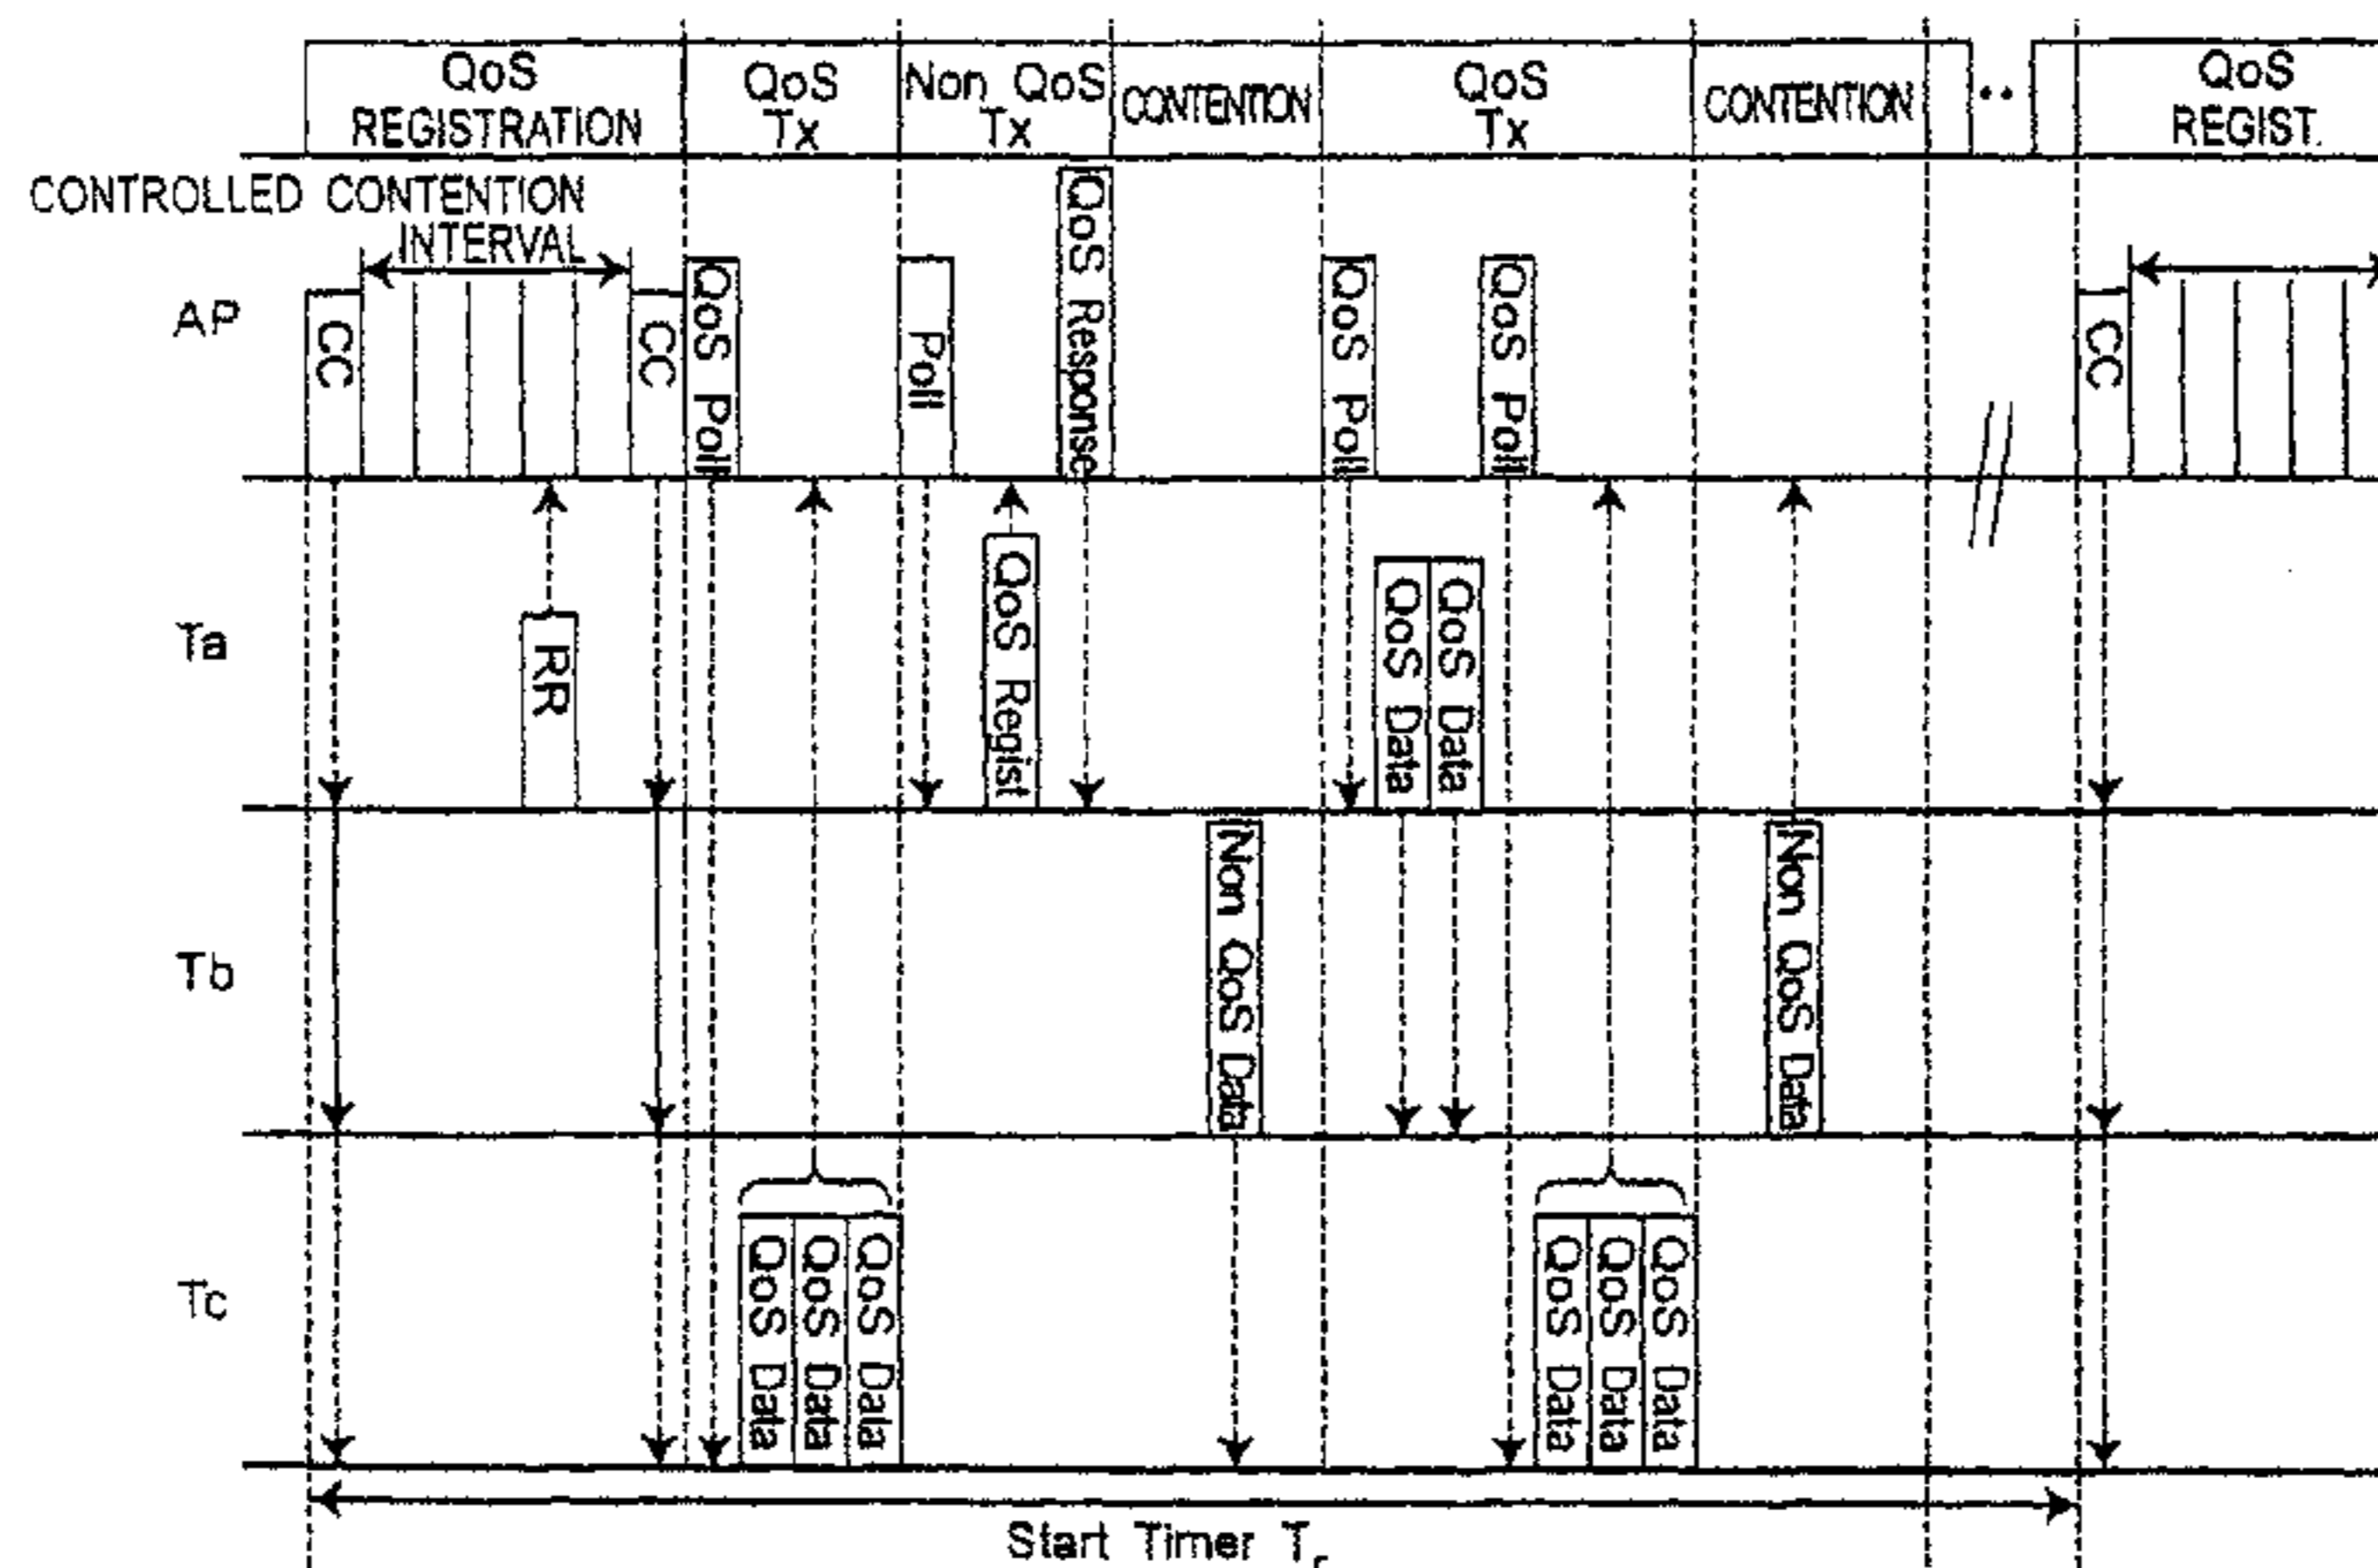 QoS
REGISTRATION
QoS
Tx
Non QoS
Tx
CONTENTION
QoS
Tx
CONTENTION
..
QoS
REGIST.
CONTROLLED CONTENTION
INTERVAL
AP
CC
CC
QoS Poll
Poll
QoS Response
QoS Poll
QoS Poll
CC
Ta
RR
QoS Regist
QoS Data
QoS Data
Tb
Non QoS Data
Non QoS Data
Tc
QoS Data
QoS Data
QoS Data
QoS Data
QoS Data
QoS Data
Start Timer Tr